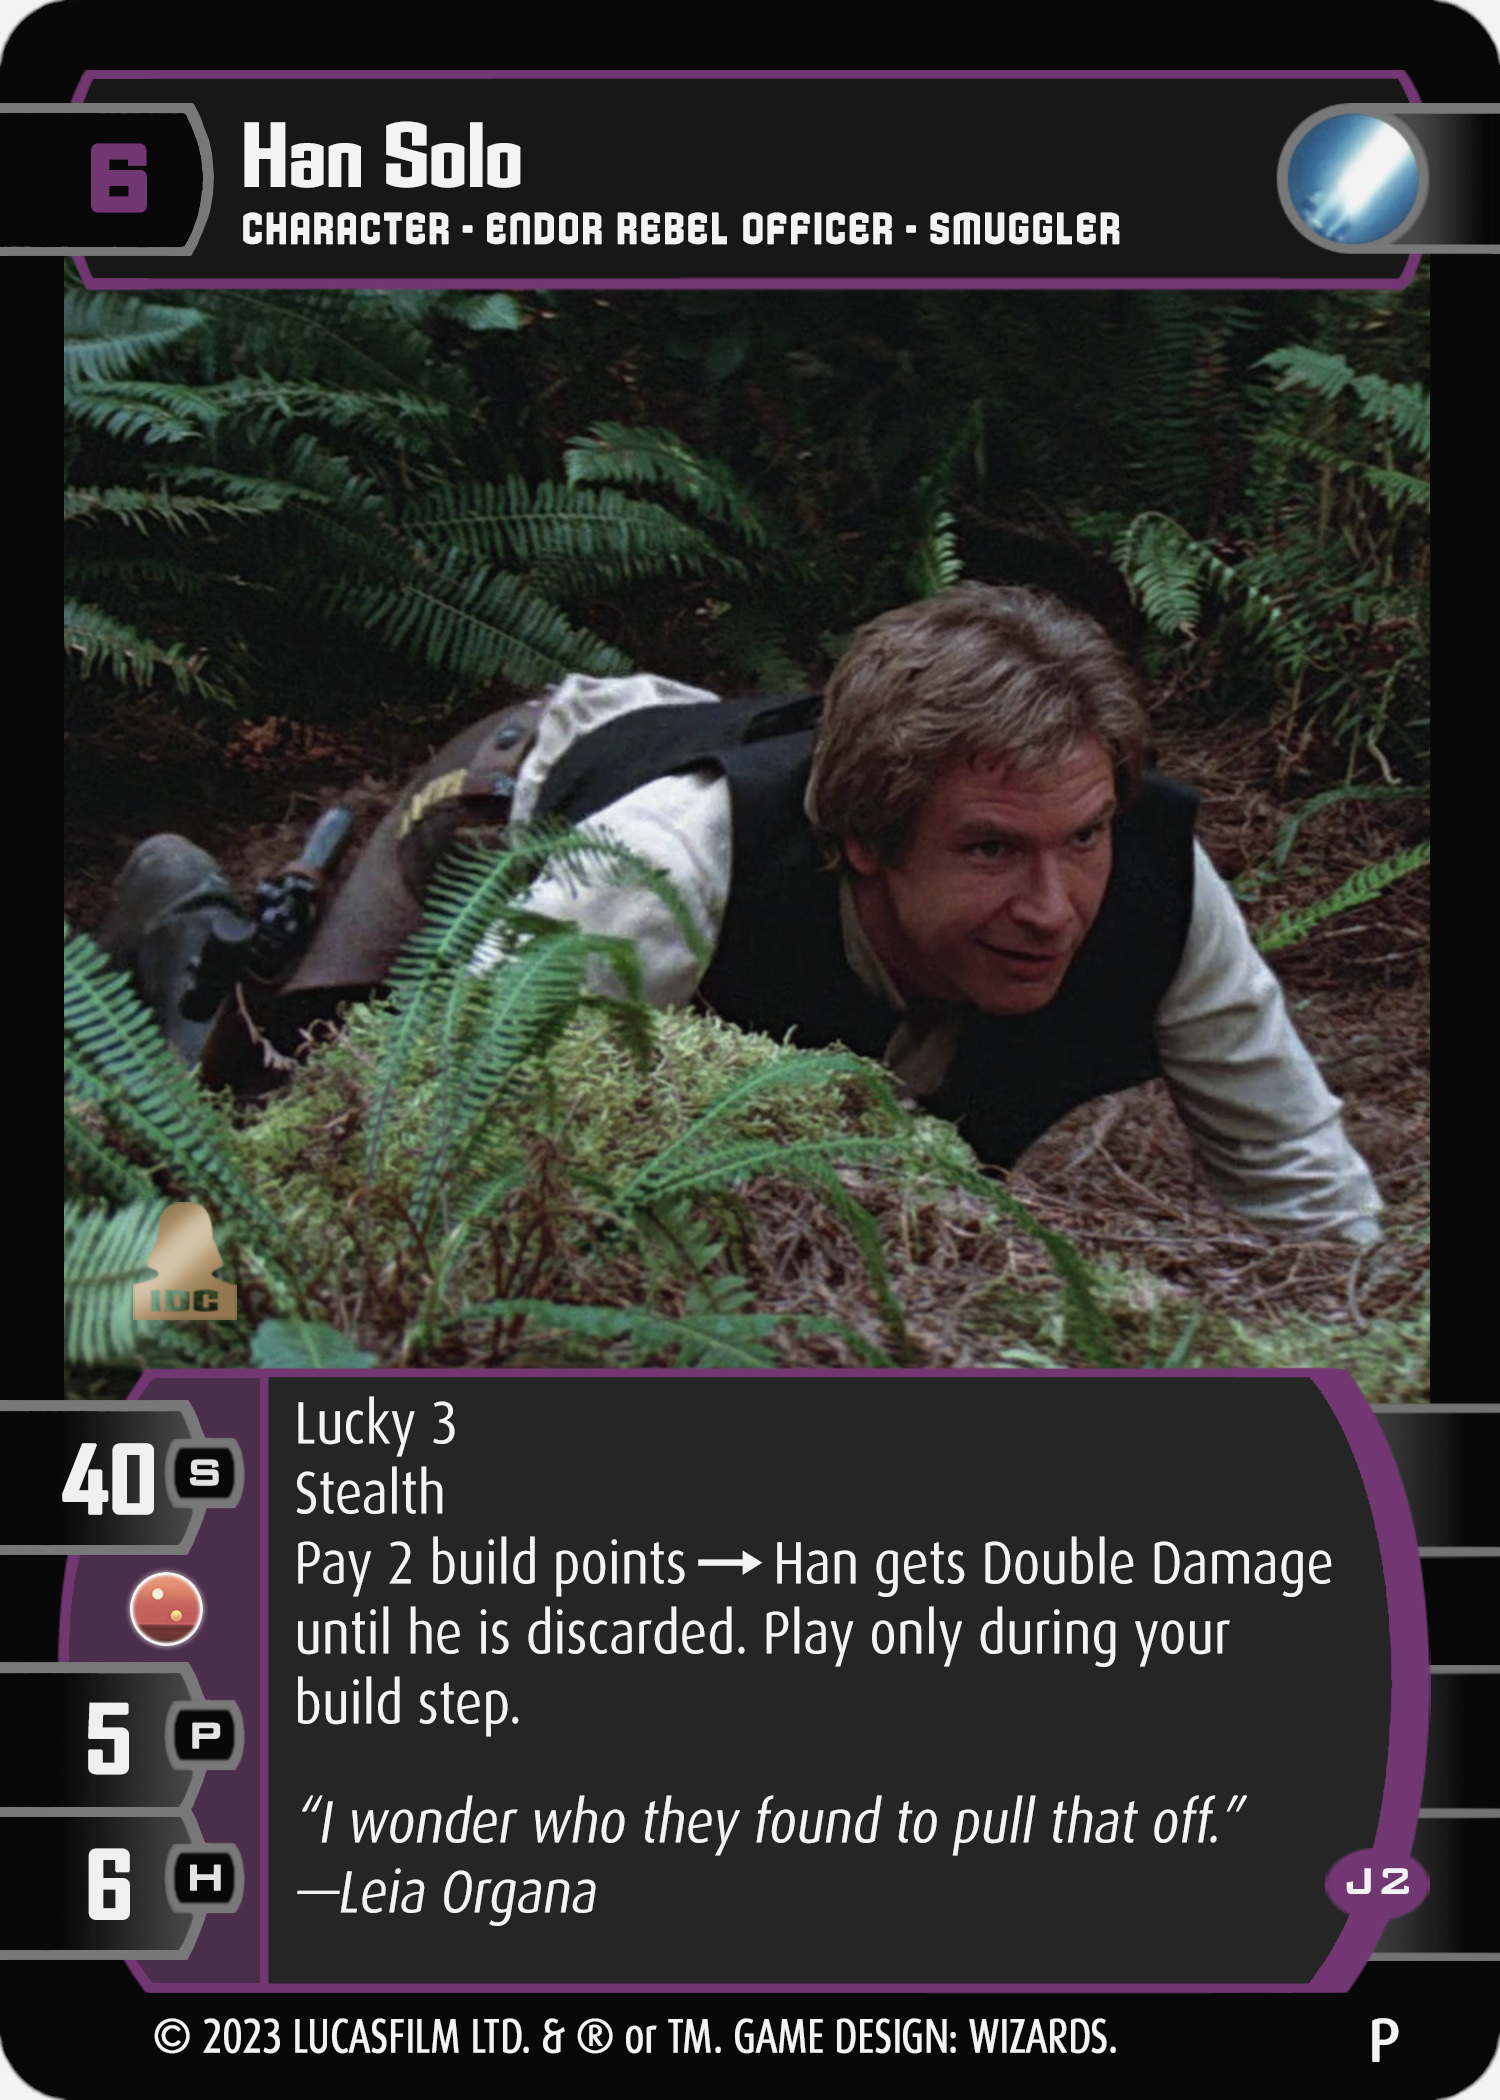 6
Han Solo
CHARACTER - ENDOR REBEL OFFICER - SMUGGLER
IDC
40 S
5 P
6 H
Lucky 3
Stealth
Pay 2 build points → Han gets Double Damage
until he is discarded. Play only during your
build step.
“I wonder who they found to pull that off.”
—Leia Organa
J2
© 2023 LUCASFILM LTD. & ® or TM. GAME DESIGN: WIZARDS.
P